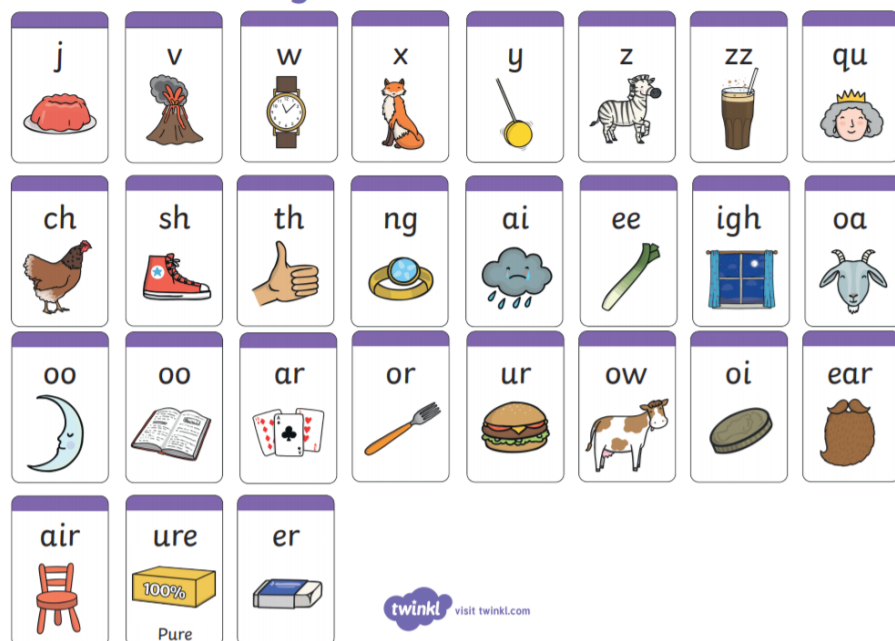 j v w x y z zz qu
ch sh th ng ai ee igh oa
oo oo ar or ur ow oi ear
air ure er
100%
Pure
twinkl visit twinkl.com